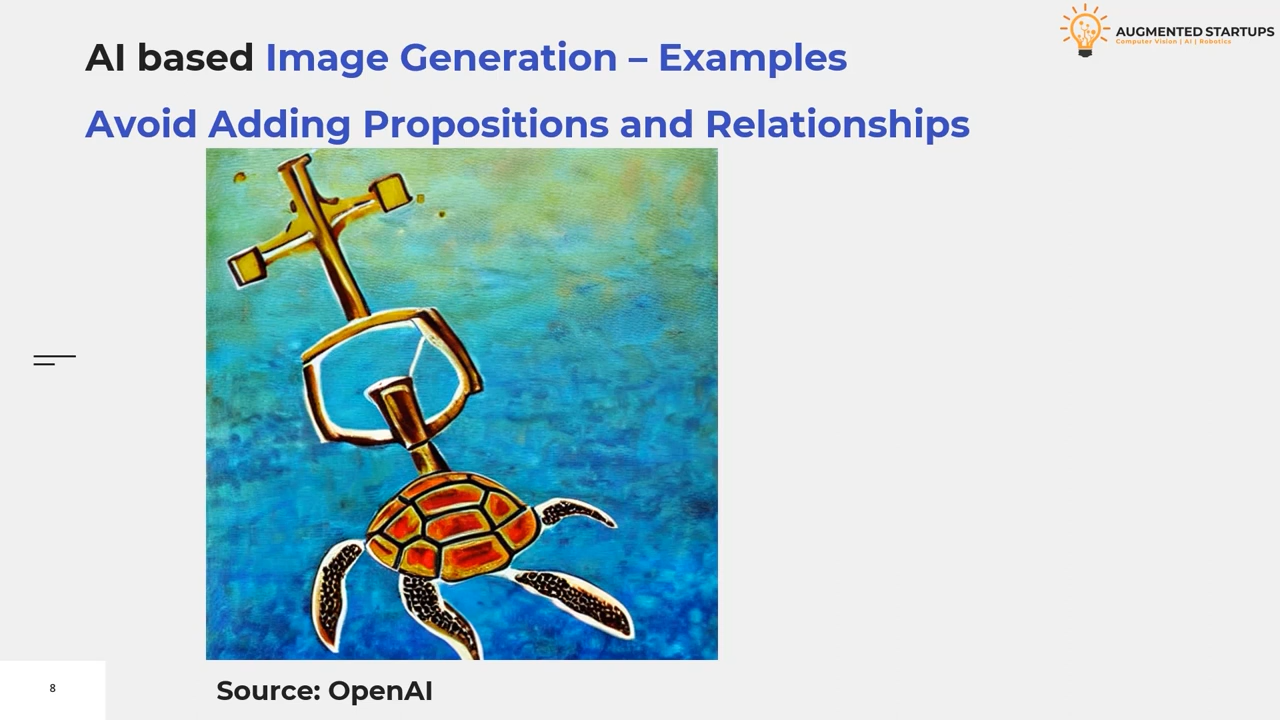 AI based Image Generation – Examples
AUGMENTED STARTUPS
Computer Vision | AI | Robotics
Avoid Adding Propositions and Relationships
8
Source: OpenAI